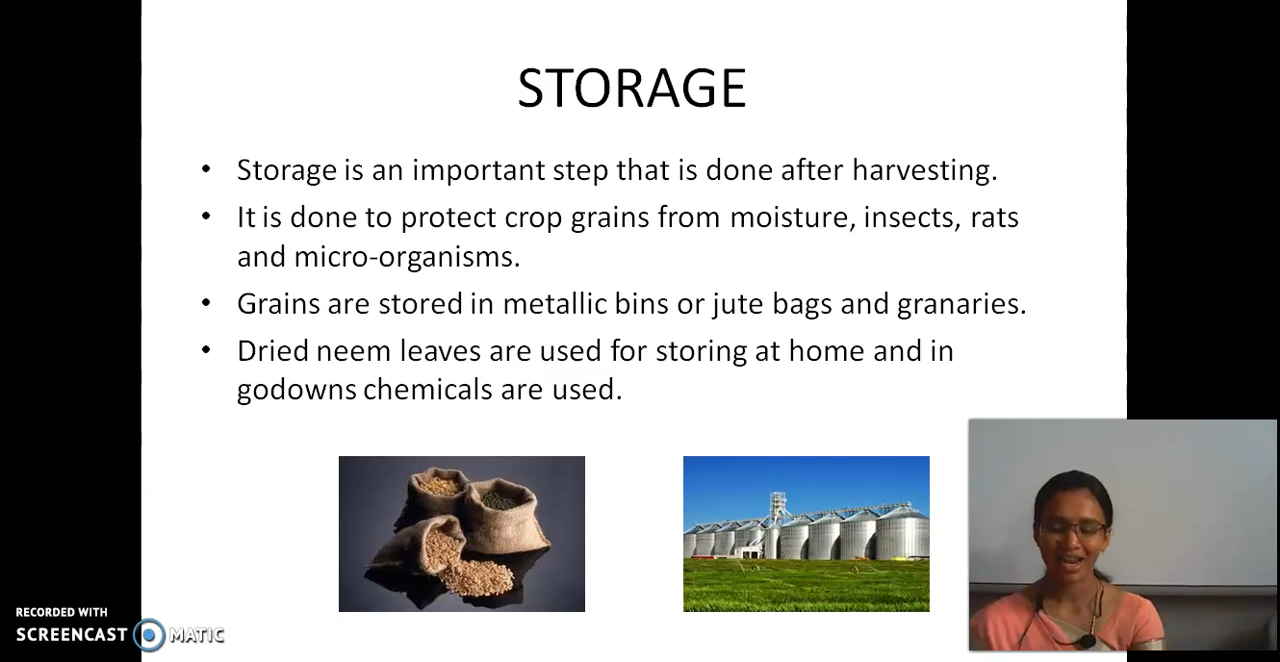 STORAGE
• Storage is an important step that is done after harvesting.
• It is done to protect crop grains from moisture, insects, rats
and micro-organisms.
• Grains are stored in metallic bins or jute bags and granaries.
• Dried neem leaves are used for storing at home and in
godowns chemicals are used.
RECORDED WITH
SCREENCAST MATIC